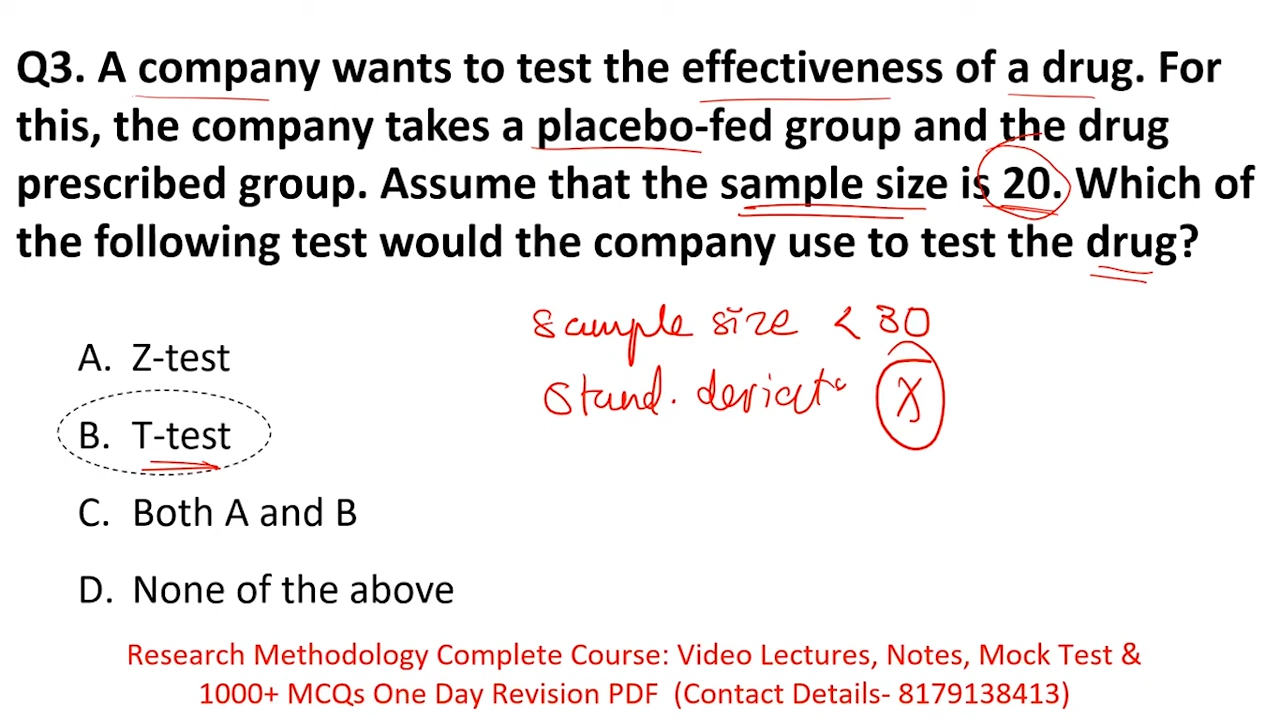 Q3. A company wants to test the effectiveness of a drug. For
this, the company takes a placebo-fed group and the drug
prescribed group. Assume that the sample size is 20. Which of
the following test would the company use to test the drug?
sample size < 30
A. Z-test
stand. deviat
B. T-test
C. Both A and B
D. None of the above
Research Methodology Complete Course: Video Lectures, Notes, Mock Test &
1000+ MCQs One Day Revision PDF (Contact Details- 8179138413)